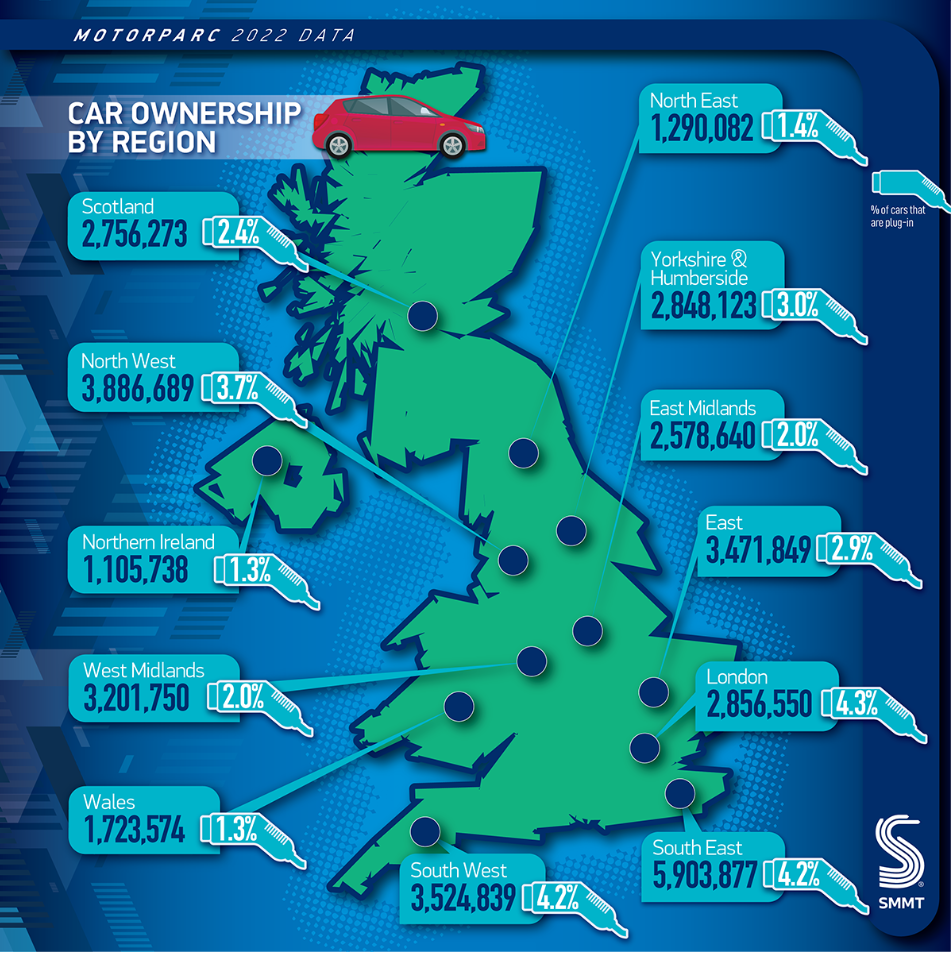 MOTORPARC 2022 DATA
CAR OWNERSHIP
BY REGION
North East
1,290,082
1.4%
% of cars that
are plug-in
Scotland
2,756,273
2.4%
Yorkshire &
Humberside
2,848,123
3.0%
North West
3,886,689
3.7%
East Midlands
2,578,640
2.0%
East
3,471,849
2.9%
Northern Ireland
1,105,738
1.3%
West Midlands
3,201,750
2.0%
London
2,856,550
4.3%
Wales
1,723,574
1.3%
South West
3,524,839
4.2%
South East
5,903,877
4.2%
®
SMMT